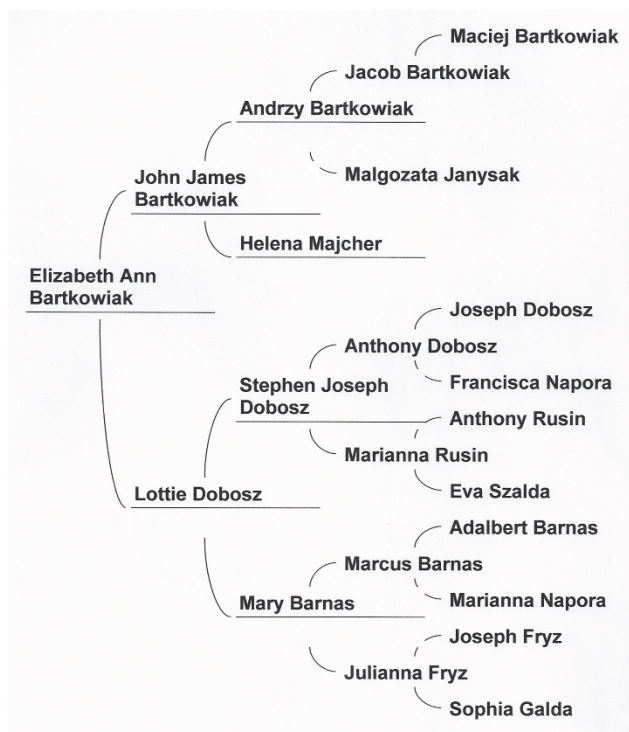 Maciej Bartkowiak
Jacob Bartkowiak
Andrzy Bartkowiak
John James
Bartkowiak
Malgozata Janysak
Helena Majcher
Elizabeth Ann
Bartkowiak
Joseph Dobosz
Anthony Dobosz
Stephen Joseph
Dobosz
Francisca Napora
Anthony Rusin
Marianna Rusin
Eva Szalda
Lottie Dobosz
Adalbert Barnas
Marcus Barnas
Mary Barnas
Marianna Napora
Joseph Fryz
Julianna Fryz
Sophia Galda